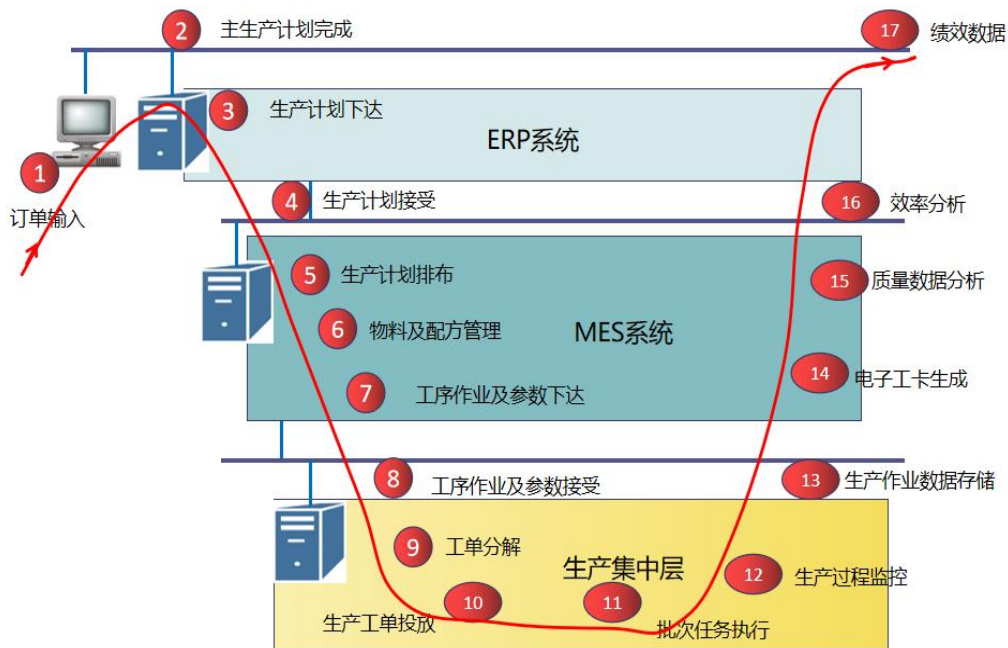 2 主生产计划完成
17 绩效数据
3 生产计划下达
ERP系统
1
订单输入
4 生产计划接受
16 效率分析
5 生产计划排布
15 质量数据分析
6 物料及配方管理
MES系统
7 工序作业及参数下达
14 电子工卡生成
8 工序作业及参数接受
13 生产作业数据存储
9 工单分解
生产集中层
12 生产过程监控
10
生产工单投放
11
批次任务执行